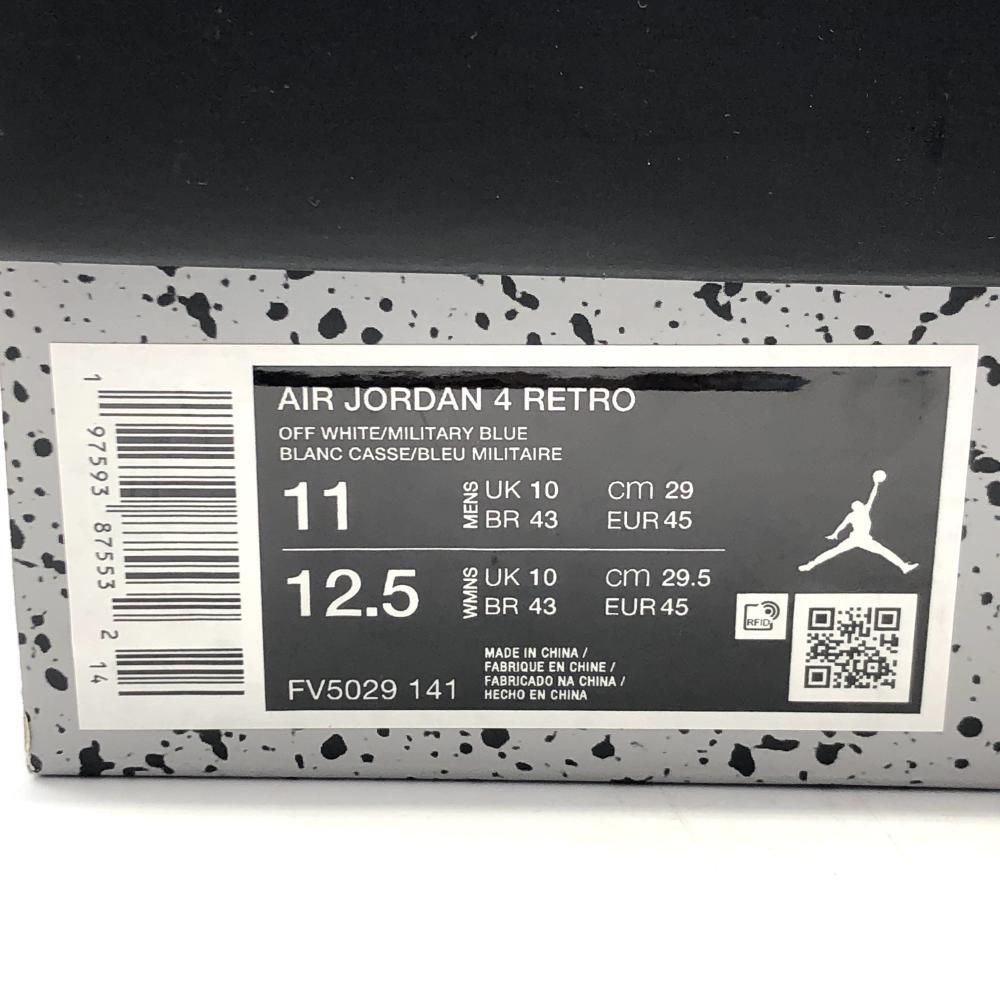 AIR JORDAN 4 RETRO
OFF WHITE/MILITARY BLUE
BLANC CASSE/BLEU MILITAIRE
11
MENS
UK 10
CM 29
BR 43
EUR 45
12.5
WMNS
UK 10
CM 29.5
BR 43
EUR 45
RFID
FV5029 141
MADE IN CHINA /
FABRIQUE EN CHINE /
FABRICADO NA CHINA /
HECHO EN CHINA
1 97593 87553 2 14